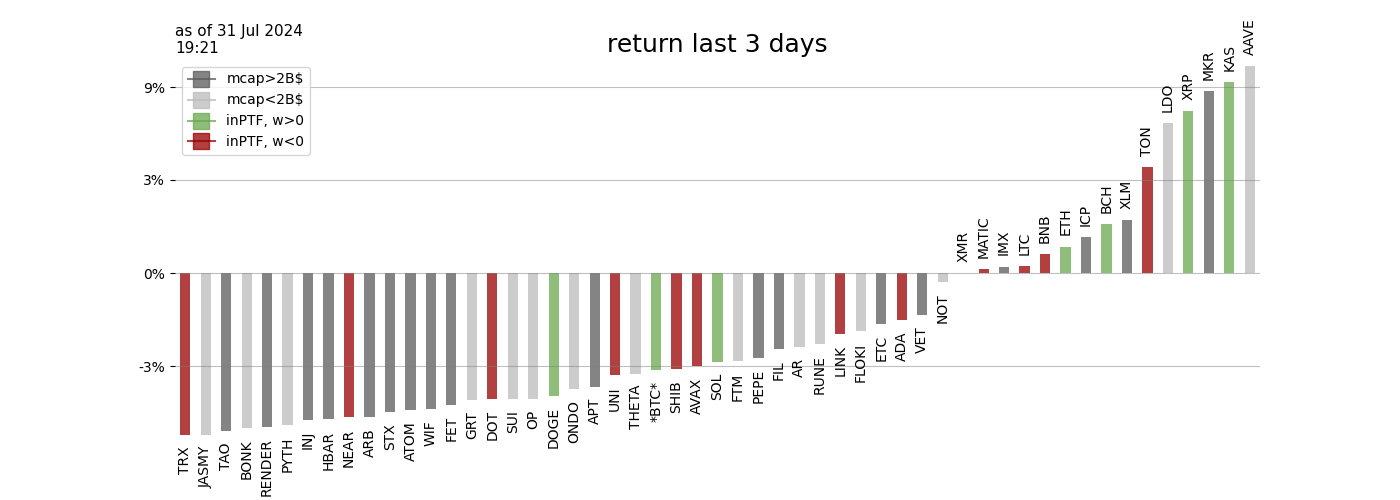 as of 31 Jul 2024
19:21
return last 3 days
mcap>2B$
mcap<2B$
inPTF, w>0
inPTF, w<0
9%
3%
0%
-3%
TRX
JASMY
TAO
BONK
RENDER
PYTH
INJ
HBAR
NEAR
ARB
STX
ATOM
WIF
FET
GRT
DOT
SUI
OP
DOGE
ONDO
APT
UNI
THETA
*BTC*
SHIB
AVAX
SOL
FTM
PEPE
FIL
AR
RUNE
LINK
FLOKI
ETC
ADA
VET
NOT
XMR
MATIC
IMX
LTC
BNB
ETH
ICP
BCH
XLM
TON
LDO
XRP
MKR
KAS
AAVE